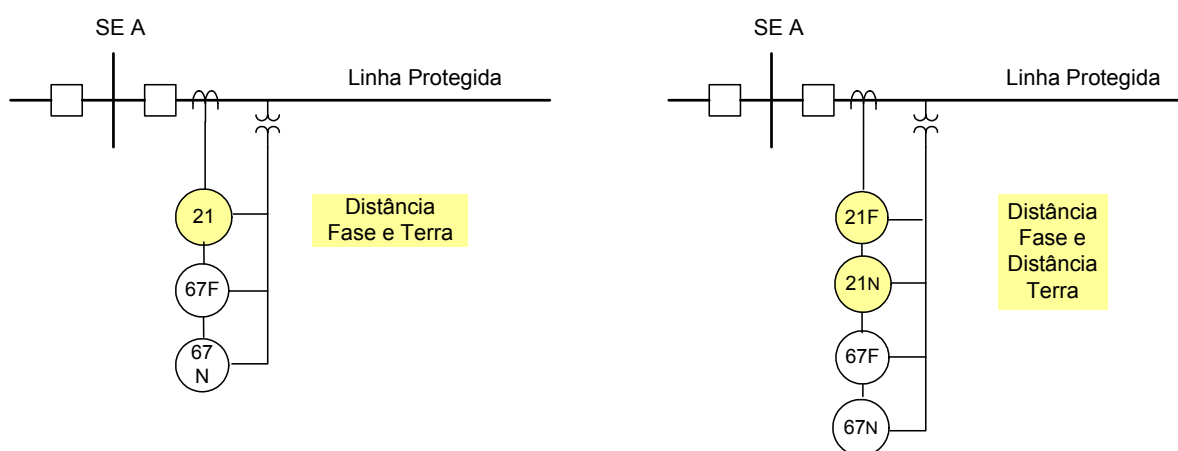 SE A
Linha Protegida
21
Distância
Fase e Terra
67F
67
N
SE A
Linha Protegida
21F
21N
Distância
Fase e
Distância
Terra
67F
67N